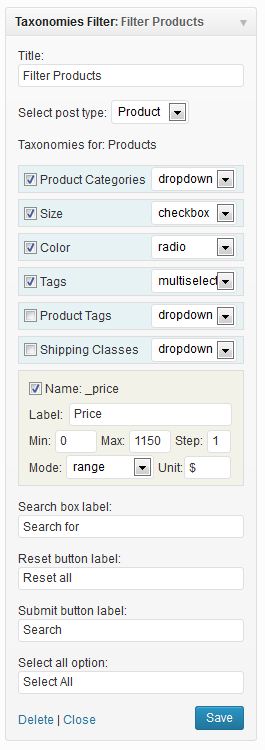 Taxonomies Filter: Filter Products
Title:
Filter Products
Select post type: Product
Taxonomies for: Products
Product Categories dropdown
Size checkbox
Color radio
Tags multiselect
Product Tags dropdown
Shipping Classes dropdown
Name: _price
Label: Price
Min: 0 Max: 1150 Step: 1
Mode: range Unit: $
Search box label:
Search for
Reset button label:
Reset all
Submit button label:
Search
Select all option:
Select All
Delete | Close Save